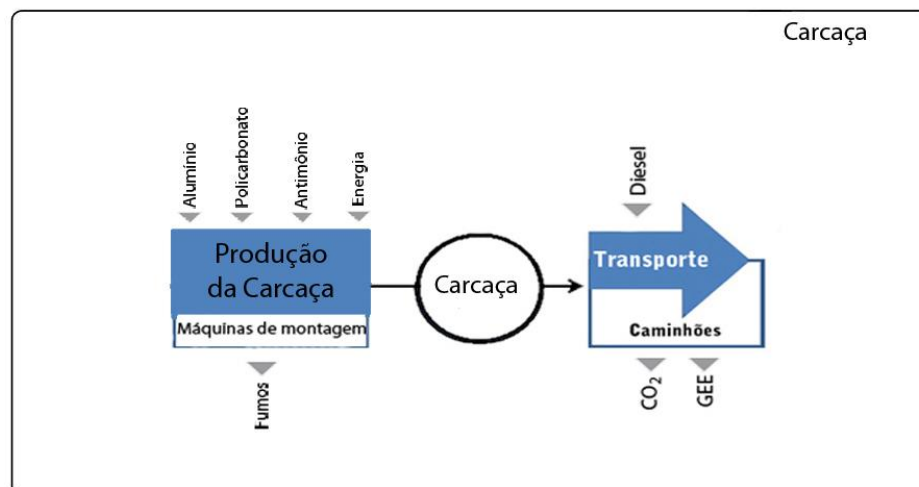 Carcaça
Alumínio
Policarbonato
Antimônio
Energia
Diesel
Produção
da Carcaça
Máquinas de montagem
Carcaça
Transporte
Caminhões
Fumos
CO₂
GEE